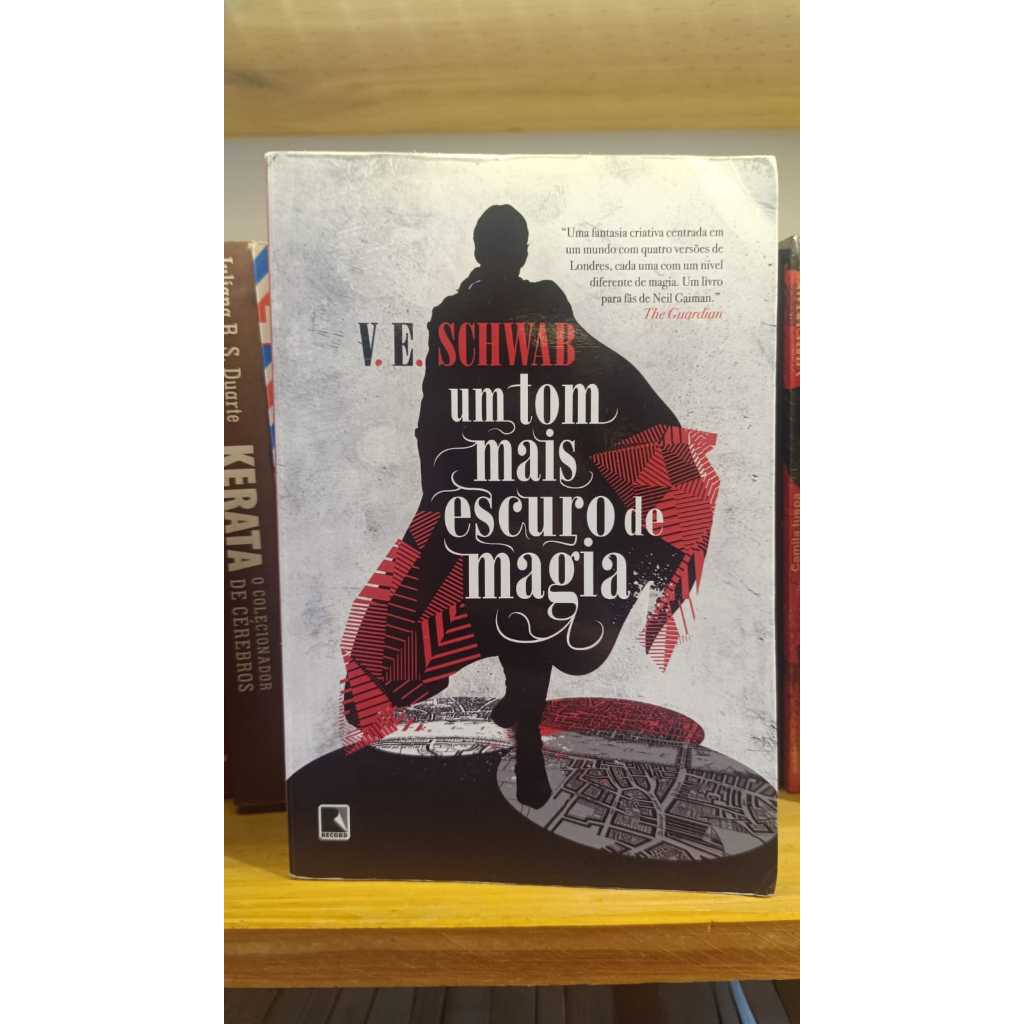 "Uma fantasia criativa centrada em
um mundo com quatro versões de
Londres, cada uma com um nível
diferente de magia. Um livro
para fãs de Neil Gaiman."
The Guardian
V. E. SCHWAB
um tom
mais
escuro de
magia
RECORD
Juliana R. S. Duarte
KERATA
O COLECIONADOR
DE CÉREBROS